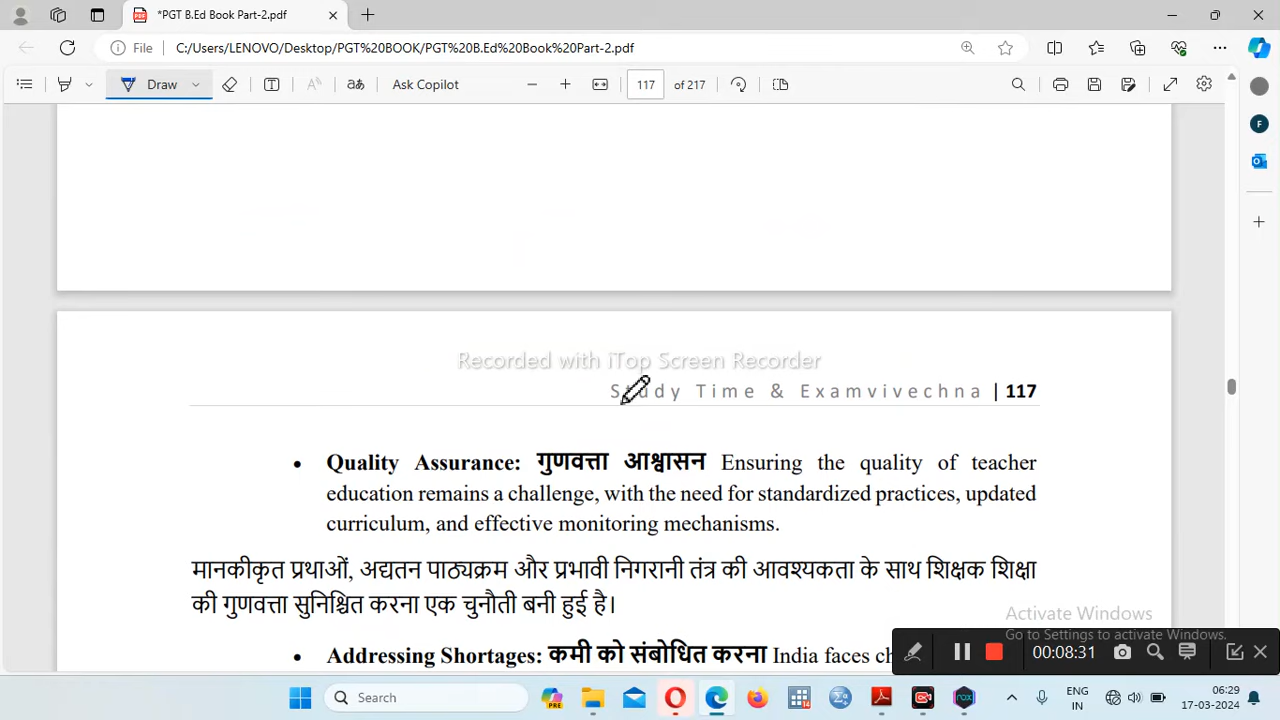 *PGT B.Ed Book Part-2.pdf
File C:/Users/LENOVO/Desktop/PGT%20BOOK/PGT%20B.Ed%20Book%20Part-2.pdf
Draw aあ Ask Copilot 117 of 217
Recorded with iTop Screen Recorder
Study Time & Examvivechna | 117
• Quality Assurance: गुणवत्ता आश्वासन Ensuring the quality of teacher
education remains a challenge, with the need for standardized practices, updated
curriculum, and effective monitoring mechanisms.
मानकीकृत प्रथाओं, अद्यतन पाठ्यक्रम और प्रभावी निगरानी तंत्र की आवश्यकता के साथ शिक्षक शिक्षा
की गुणवत्ता सुनिश्चित करना एक चुनौती बनी हुई है।
Activate Windows
Go to Settings to activate Windows.
• Addressing Shortages: कमी को संबोधित करना India faces
00:08:31
Search
PRE
ENG
IN
06:29
17-03-2024